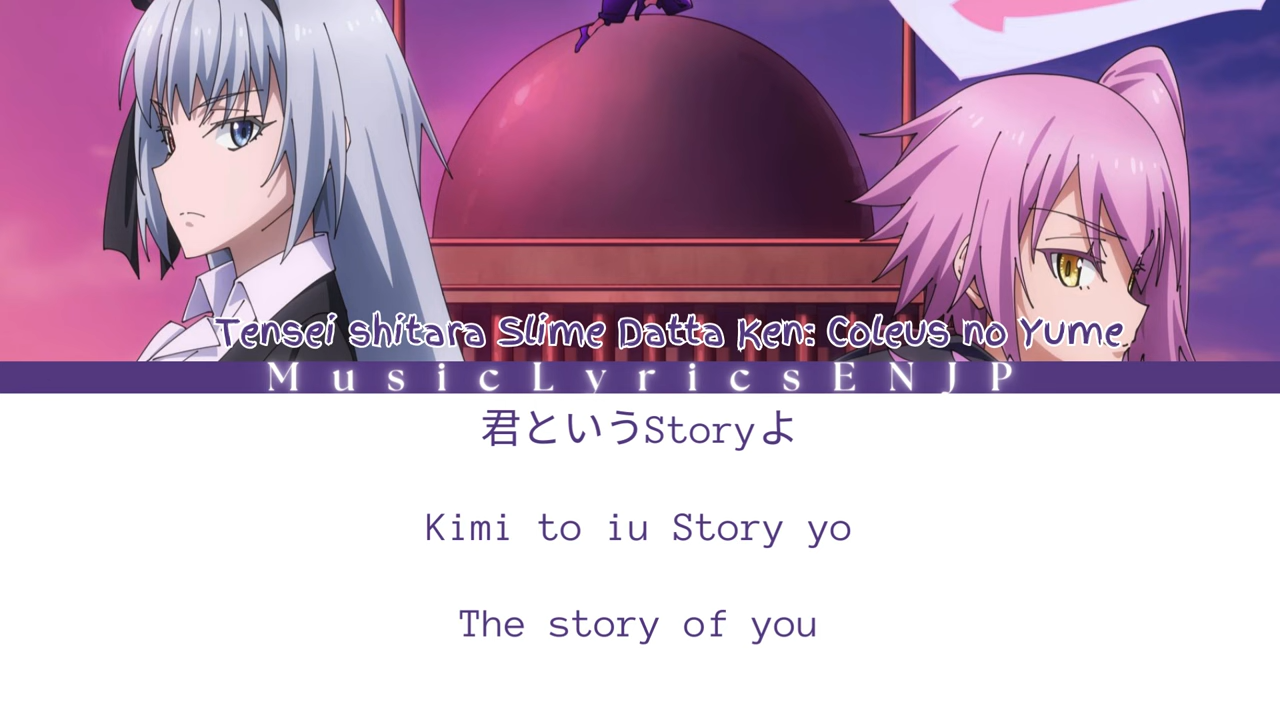 Tensei shitara Slime Datta Ken: Coleus no Yume
MusicLyricsENJP
君というStoryよ
Kimi to iu Story yo
The story of you